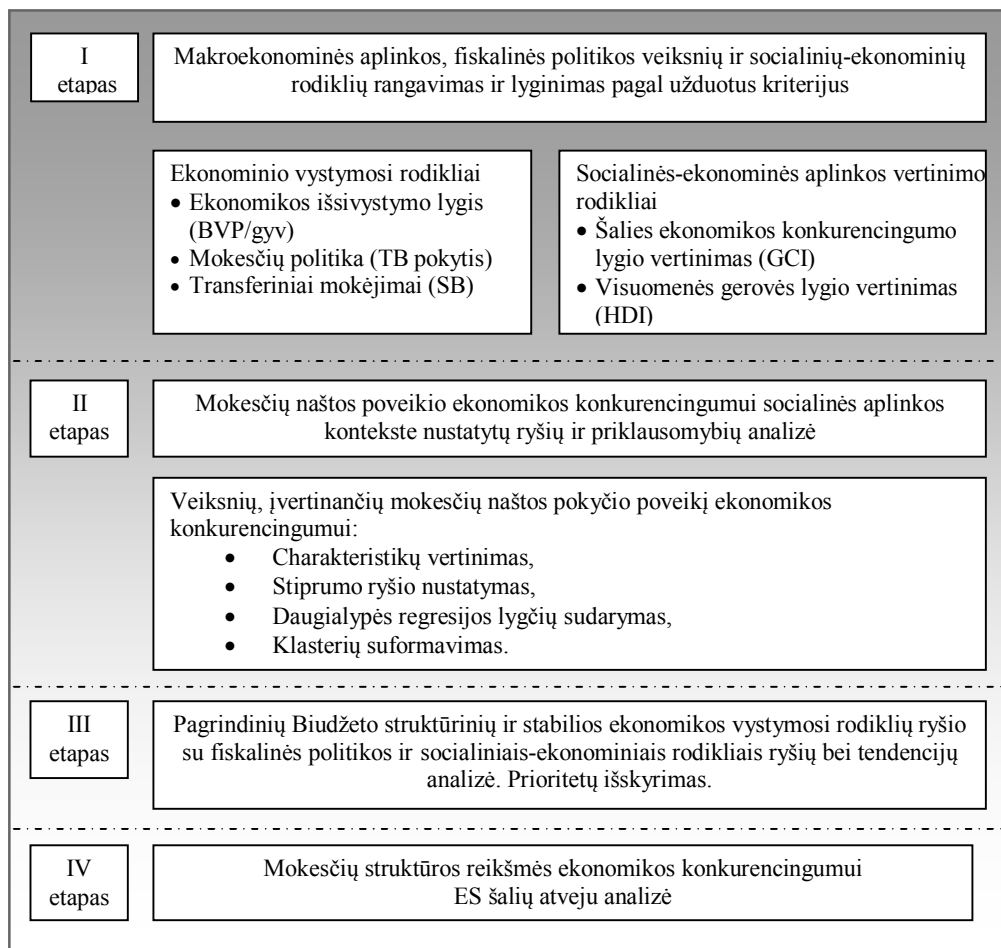 I
etapas
Makroekonominės aplinkos, fiskalinės politikos veiksnių ir socialinių-ekonominių
rodiklių rangavimas ir lyginimas pagal užduotus kriterijus
Ekonominio vystymosi rodikliai
• Ekonomikos išsivystymo lygis
(BVP/gyv)
• Mokesčių politika (TB pokytis)
• Transferiniai mokėjimai (SB)
Socialinės-ekonominės aplinkos vertinimo
rodikliai
• Šalies ekonomikos konkurencingumo
lygio vertinimas (GCI)
• Visuomenės gerovės lygio vertinimas
(HDI)
II
etapas
Mokesčių naštos poveikio ekonomikos konkurencingumui socialinės aplinkos
kontekste nustatytų ryšių ir priklausomybių analizė
Veiksnių, įvertinančių mokesčių naštos pokyčio poveikį ekonomikos
konkurencingumui:
• Charakteristikų vertinimas,
• Stiprumo ryšio nustatymas,
• Daugialypės regresijos lygčių sudarymas,
• Klasterių suformavimas.
III
etapas
Pagrindinių Biudžeto struktūrinių ir stabilios ekonomikos vystymosi rodiklių ryšio
su fiskalinės politikos ir socialiniais-ekonominiais rodikliais ryšių bei tendencijų
analizė. Prioritetų išskyrimas.
IV
etapas
Mokesčių struktūros reikšmės ekonomikos konkurencingumui
ES šalių atveju analizė